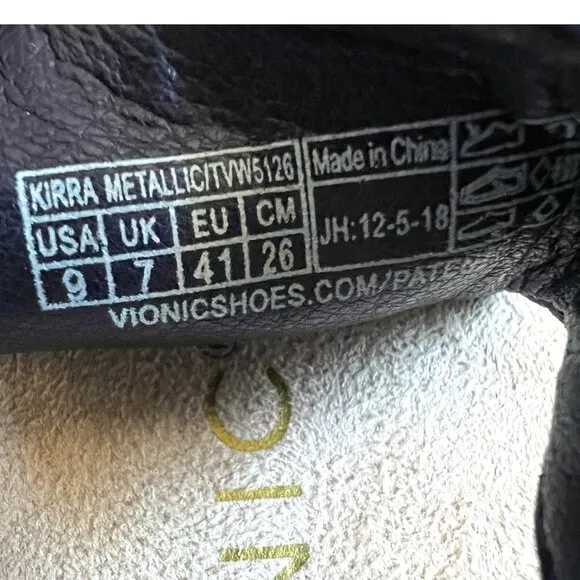 KIRRA METALLIC/TVW5126
Made in China
USA UK EU CM
9 7 41 26
JH:12-5-18
VIONICSHOES.COM/PATE
NIC